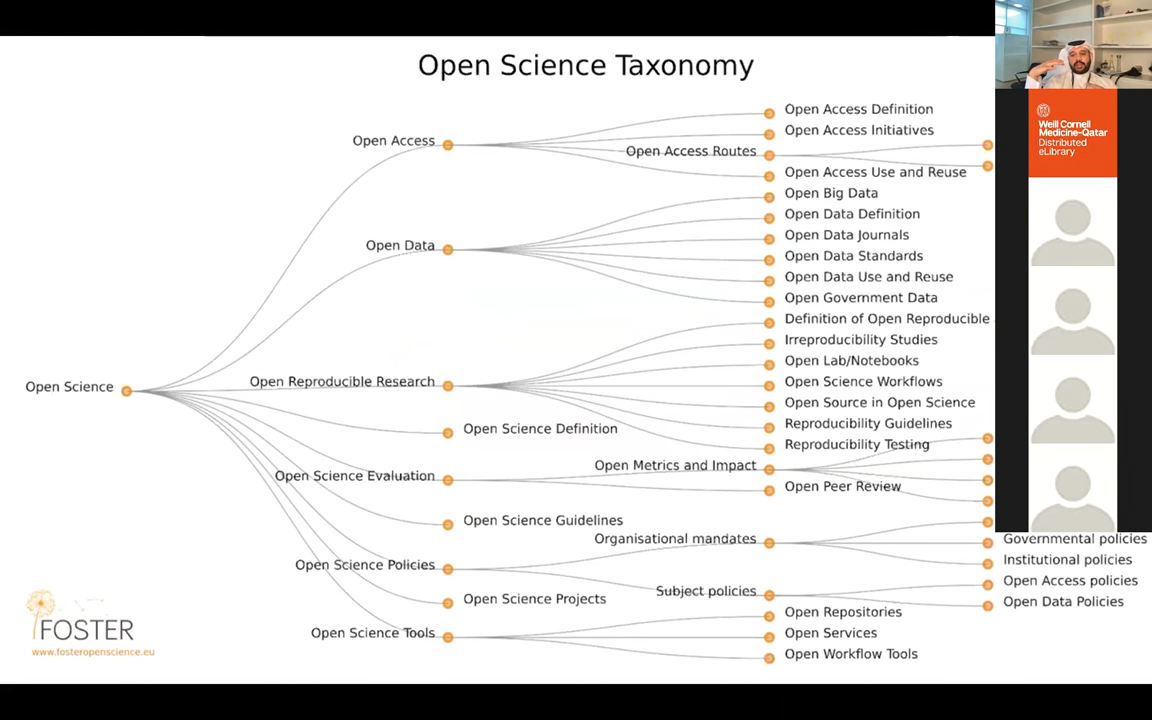 Open Science Taxonomy
Open Science
Open Access
Open Access Definition
Open Access Initiatives
Open Access Routes
Open Access Use and Reuse
Open Data
Open Big Data
Open Data Definition
Open Data Journals
Open Data Standards
Open Data Use and Reuse
Open Government Data
Open Reproducible Research
Definition of Open Reproducible
Irreproducibility Studies
Open Lab/Notebooks
Open Science Workflows
Open Source in Open Science
Reproducibility Guidelines
Reproducibility Testing
Open Science Definition
Open Science Evaluation
Open Metrics and Impact
Open Peer Review
Open Science Guidelines
Open Science Policies
Organisational mandates
Governmental policies
Institutional policies
Subject policies
Open Access policies
Open Data Policies
Open Science Projects
Open Science Tools
Open Repositories
Open Services
Open Workflow Tools
FOSTER
www.fosteropenscience.eu
Weill Cornell
Medicine-Qatar
Distributed
eLibrary